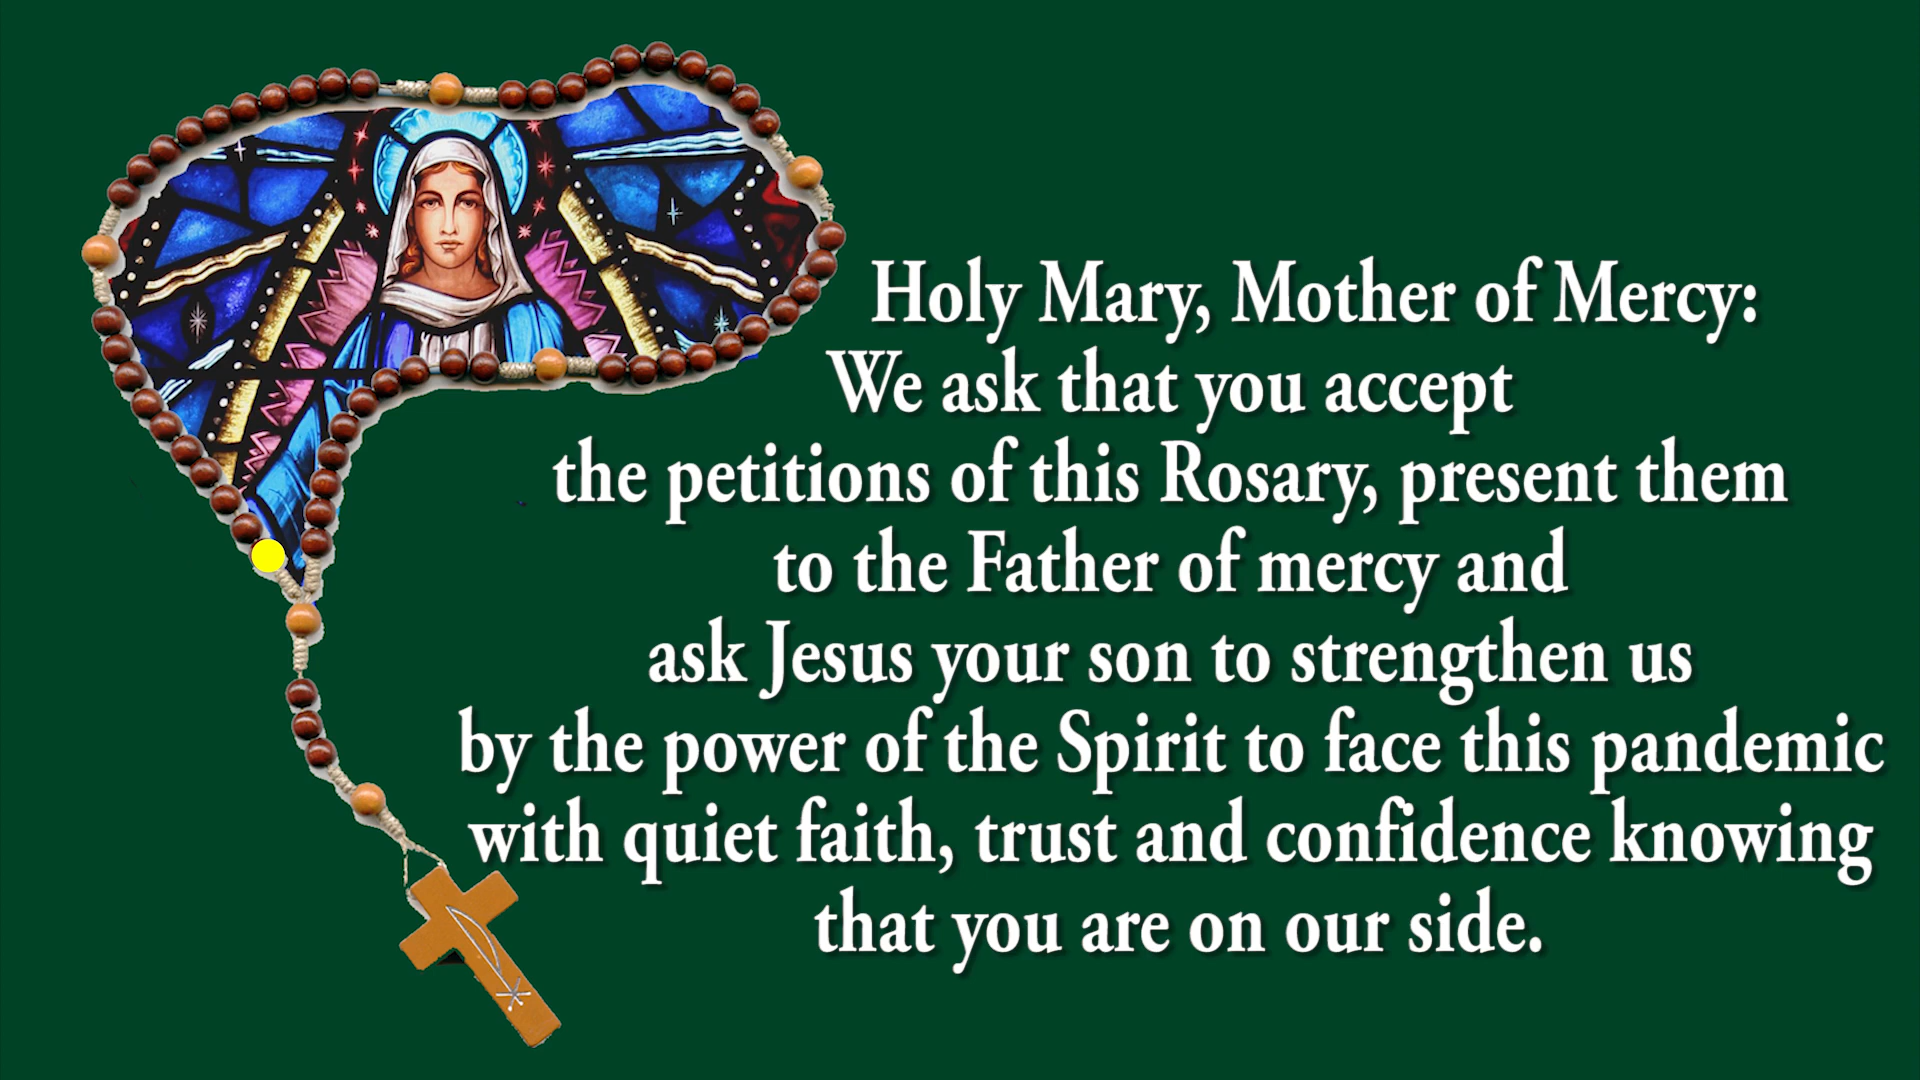 Holy Mary, Mother of Mercy:
We ask that you accept
the petitions of this Rosary, present them
to the Father of mercy and
ask Jesus your son to strengthen us
by the power of the Spirit to face this pandemic
with quiet faith, trust and confidence knowing
that you are on our side.